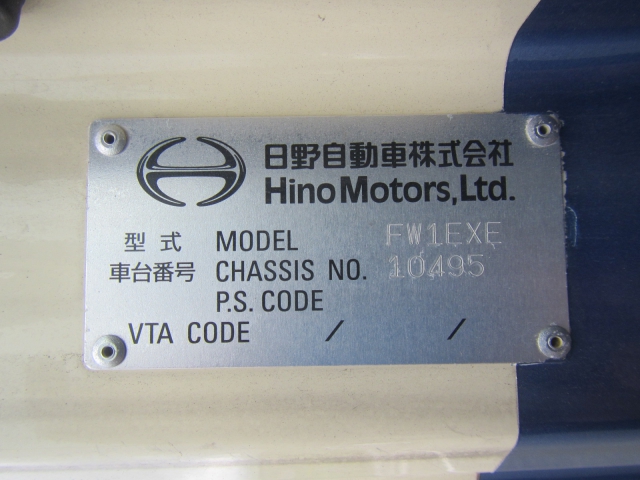 日野自動車株式会社
Hino Motors, Ltd.
型式 MODEL FW1EXE
車台番号 CHASSIS NO. 10495
P.S. CODE
VTA CODE / /